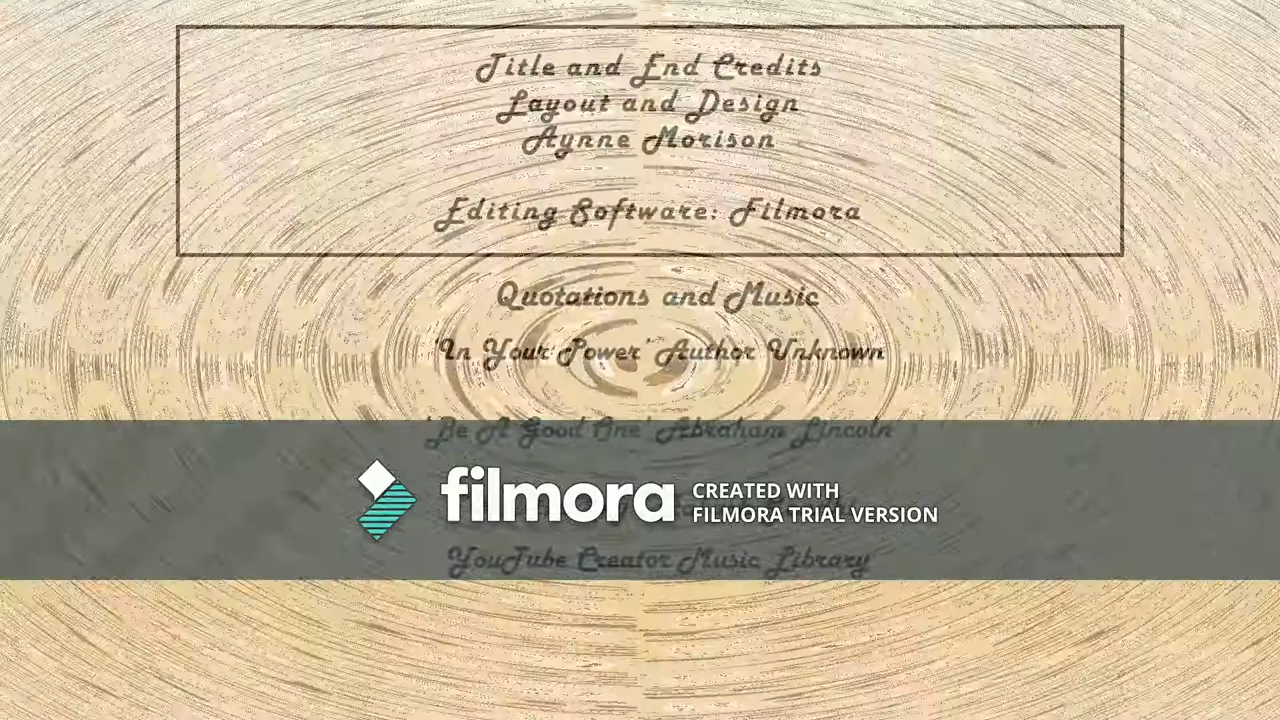 Title and End Credits
Layout and Design
Aynne Morison
Editing Software: Filmora
Quotations and Music
'In Your Power' Author Unknown
'Be A Good One' Abraham Lincoln
filmora
CREATED WITH
FILMORA TRIAL VERSION
YouTube Creator Music Library